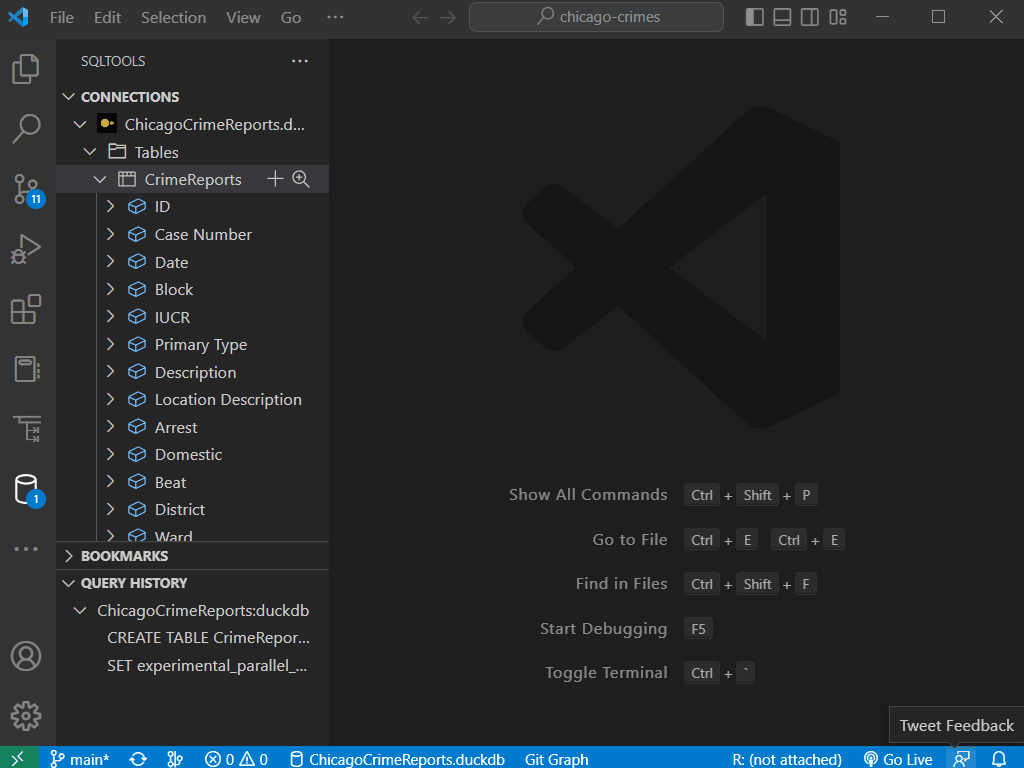 File Edit Selection View Go ··· chicago-crimes
SQLTOOLS ···
CONNECTIONS
ChicagoCrimeReports.d...
Tables
CrimeReports
ID
Case Number
Date
Block
IUCR
11
Primary Type
Description
Location Description
Arrest
Domestic
Beat
1
District
Ward
BOOKMARKS
QUERY HISTORY
ChicagoCrimeReports:duckdb
CREATE TABLE CrimeRepor...
SET experimental_parallel_...
Show All Commands Ctrl + Shift + P
Go to File Ctrl + E Ctrl + E
Find in Files Ctrl + Shift + F
Start Debugging F5
Toggle Terminal Ctrl + `
Tweet Feedback
main* 0 0 ChicagoCrimeReports.duckdb Git Graph R: (not attached) Go Live